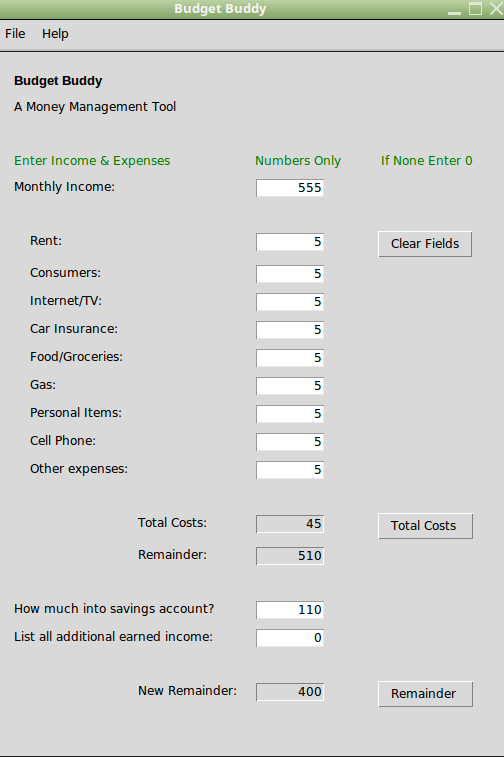 Budget Buddy
File Help
Budget Buddy
A Money Management Tool
Enter Income & Expenses Numbers Only If None Enter 0
Monthly Income: 555
Rent: 5 Clear Fields
Consumers: 5
Internet/TV: 5
Car Insurance: 5
Food/Groceries: 5
Gas: 5
Personal Items: 5
Cell Phone: 5
Other expenses: 5
Total Costs: 45 Total Costs
Remainder: 510
How much into savings account? 110
List all additional earned income: 0
New Remainder: 400 Remainder